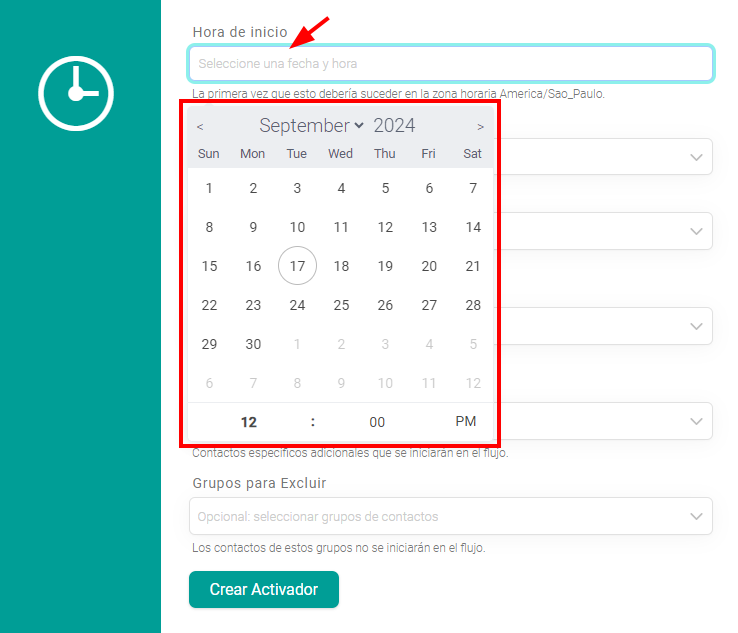 Hora de inicio
Seleccione una fecha y hora
La primera vez que esto debería suceder en la zona horaria America/Sao_Paulo.
< September 2024 >
Sun Mon Tue Wed Thu Fri Sat
1 2 3 4 5 6 7
8 9 10 11 12 13 14
15 16 17 18 19 20 21
22 23 24 25 26 27 28
29 30 1 2 3 4 5
6 7 8 9 10 11 12
12 : 00 PM
Contactos específicos adicionales que se iniciarán en el flujo.
Grupos para Excluir
Opcional: seleccionar grupos de contactos
Los contactos de estos grupos no se iniciarán en el flujo.
Crear Activador